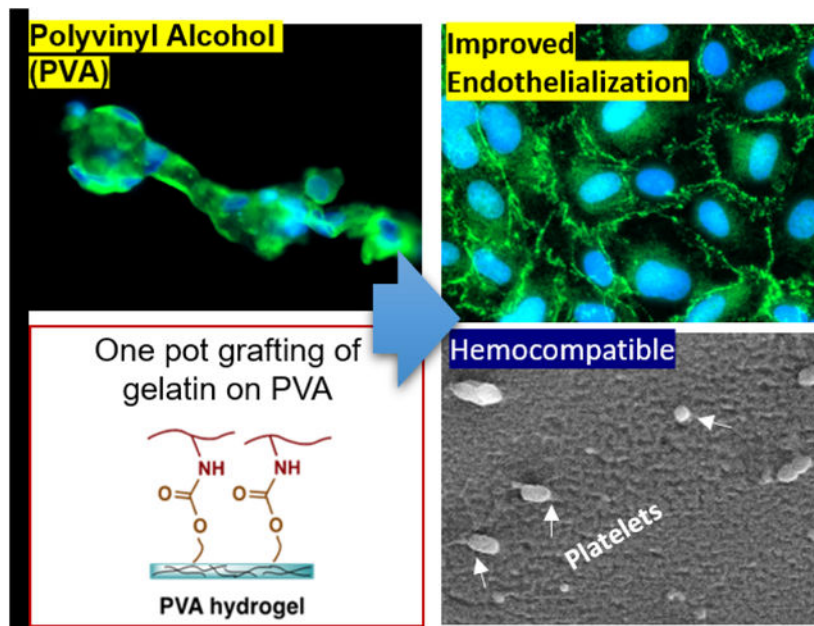 Polyvinyl Alcohol
(PVA)
Improved
Endothelialization
One pot grafting of
gelatin on PVA
NH
NH
O
O
O
O
PVA hydrogel
Hemocompatible
Platelets